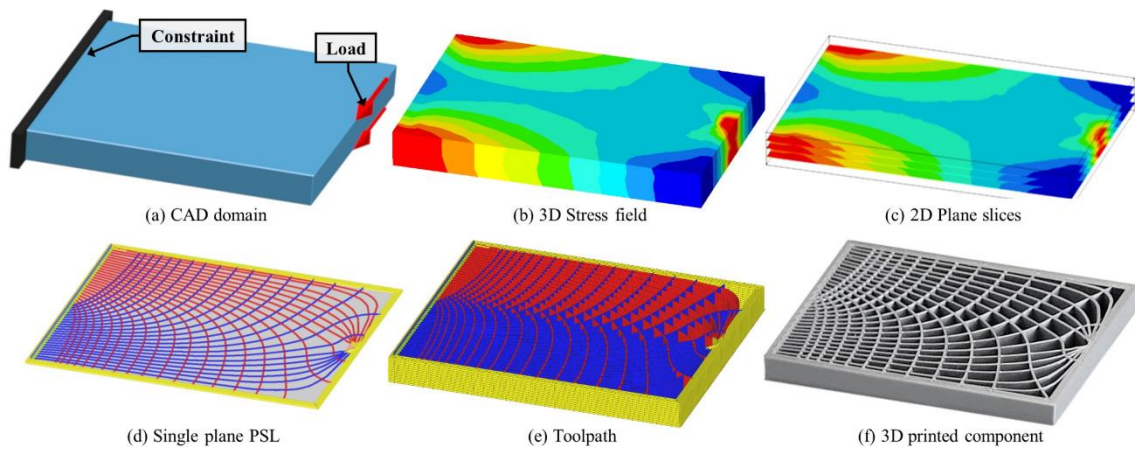 Constraint
Load
(a) CAD domain
(b) 3D Stress field
(c) 2D Plane slices
(d) Single plane PSL
(e) Toolpath
(f) 3D printed component